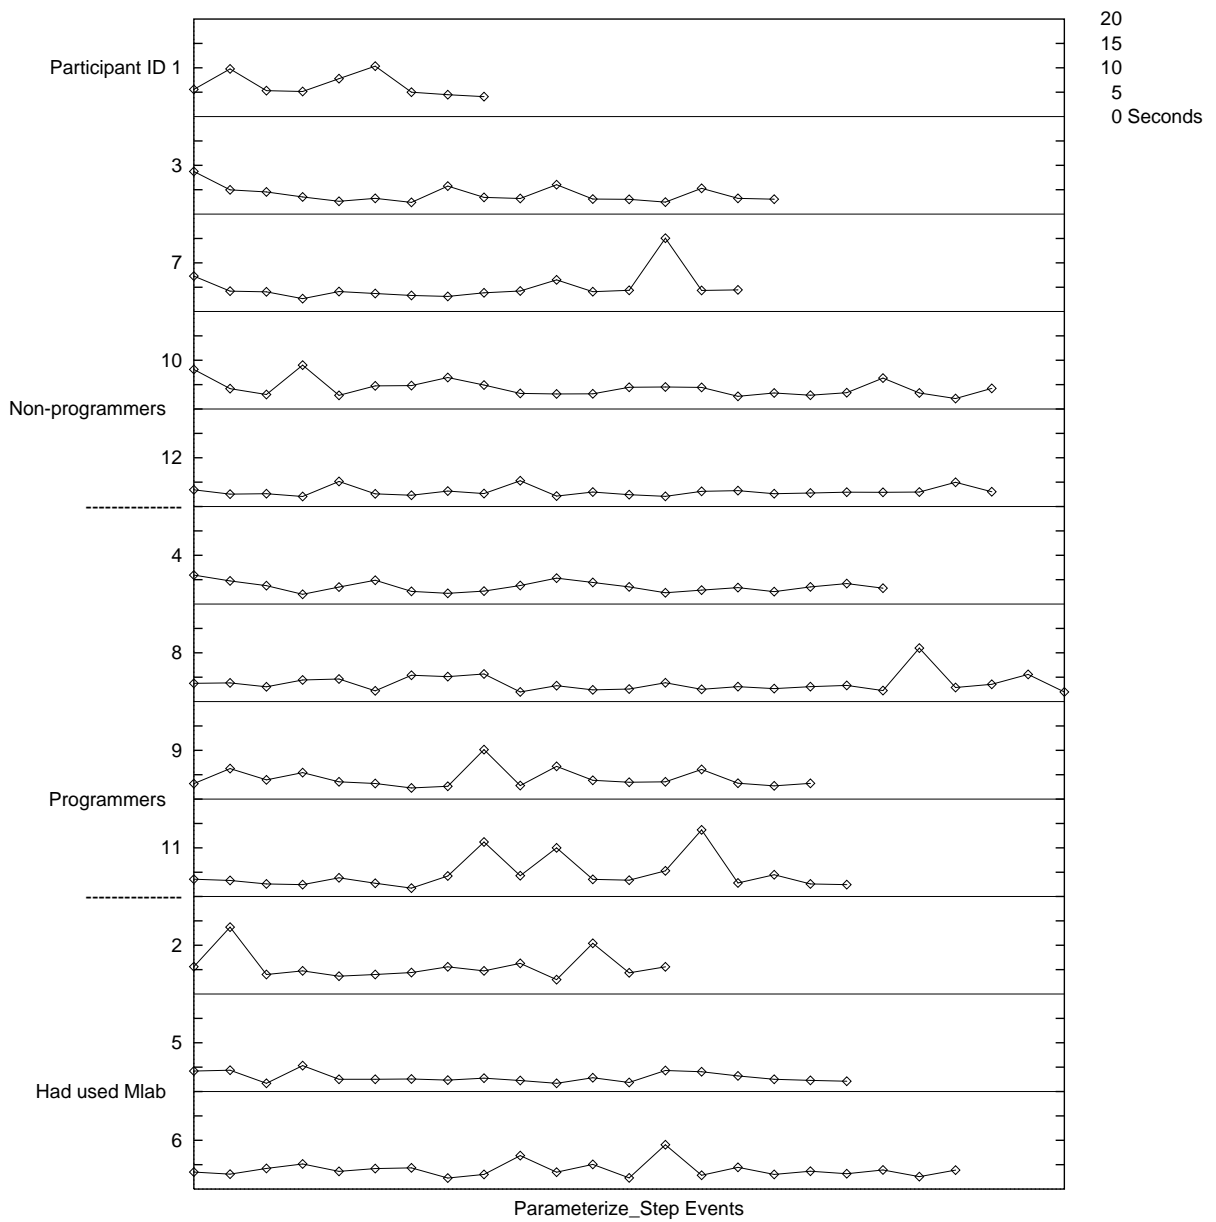 20
15
Participant ID 1
10
5
0 Seconds
3
7
10
Non-programmers
12
-------------
4
8
9
Programmers
11
-------------
2
5
Had used Mlab
6
Parameterize_Step Events